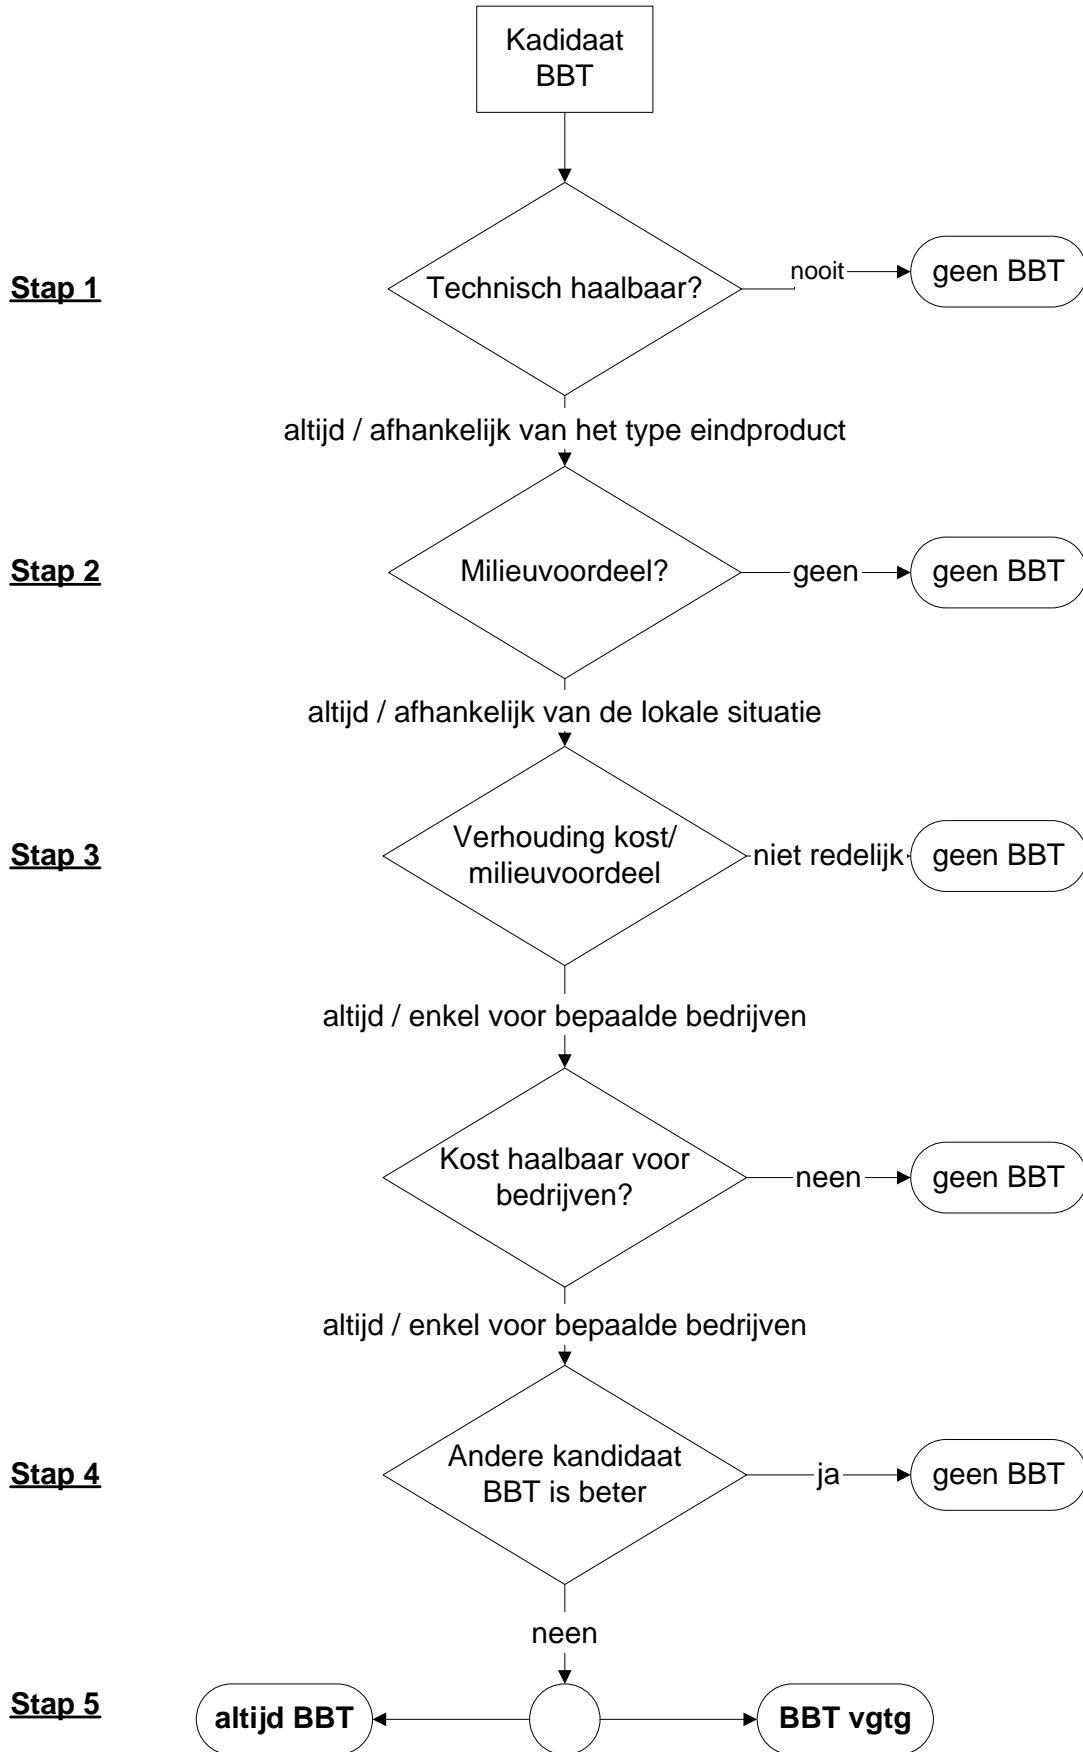 Kadidaat
BBT
Stap 1
Technisch haalbaar?
nooit
geen BBT
altijd / afhankelijk van het type eindproduct
Stap 2
Milieuvoordeel?
geen
geen BBT
altijd / afhankelijk van de lokale situatie
Stap 3
Verhouding kost/
milieuvoordeel
niet redelijk
geen BBT
altijd / enkel voor bepaalde bedrijven
Kost haalbaar voor
bedrijven?
neen
geen BBT
altijd / enkel voor bepaalde bedrijven
Stap 4
Andere kandidaat
BBT is beter
ja
geen BBT
neen
Stap 5
altijd BBT
BBT vgtg